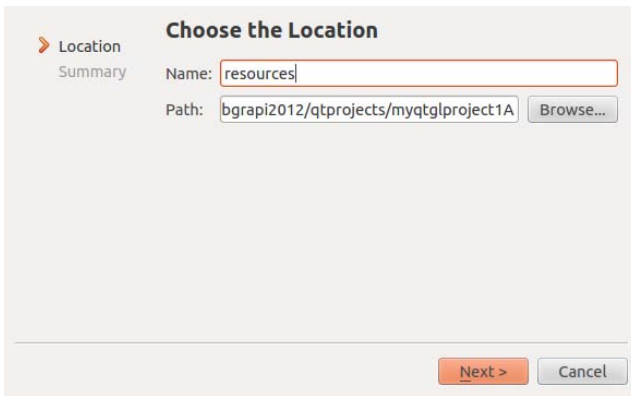 Choose the Location
Location
Summary
Name: resources
Path: bgrapi2012/qtprojects/myqtglproject1A Browse...
Next > Cancel